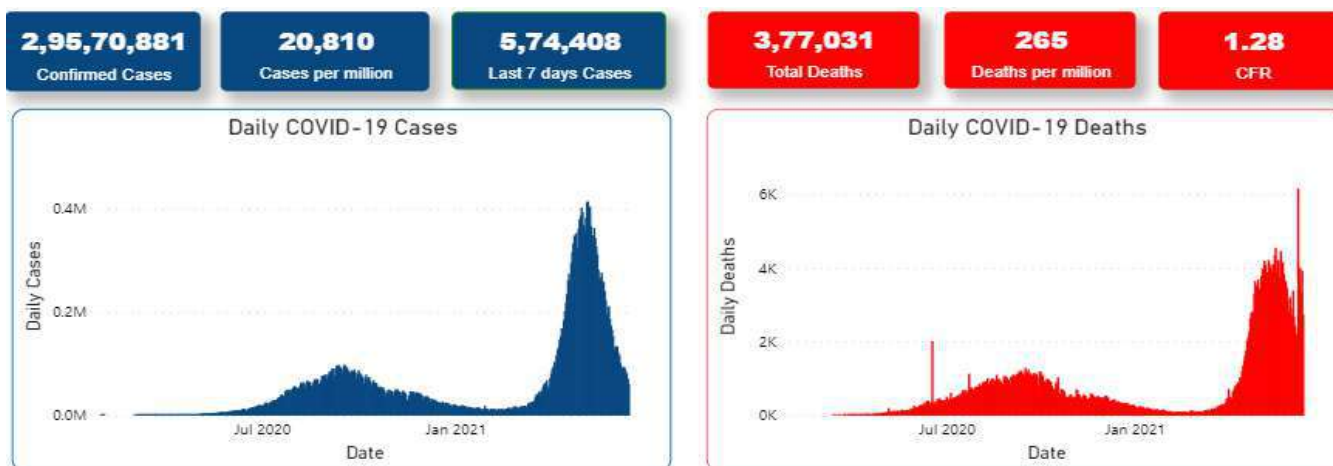 2,95,70,881
Confirmed Cases
20,810
Cases per million
5,74,408
Last 7 days Cases
3,77,031
Total Deaths
265
Deaths per million
1.28
CFR
Daily COVID-19 Cases
0.4M
0.2M
0.0M
Daily Cases
Jul 2020
Jan 2021
Date
Daily COVID-19 Deaths
6K
4K
2K
0K
Daily Deaths
Jul 2020
Jan 2021
Date